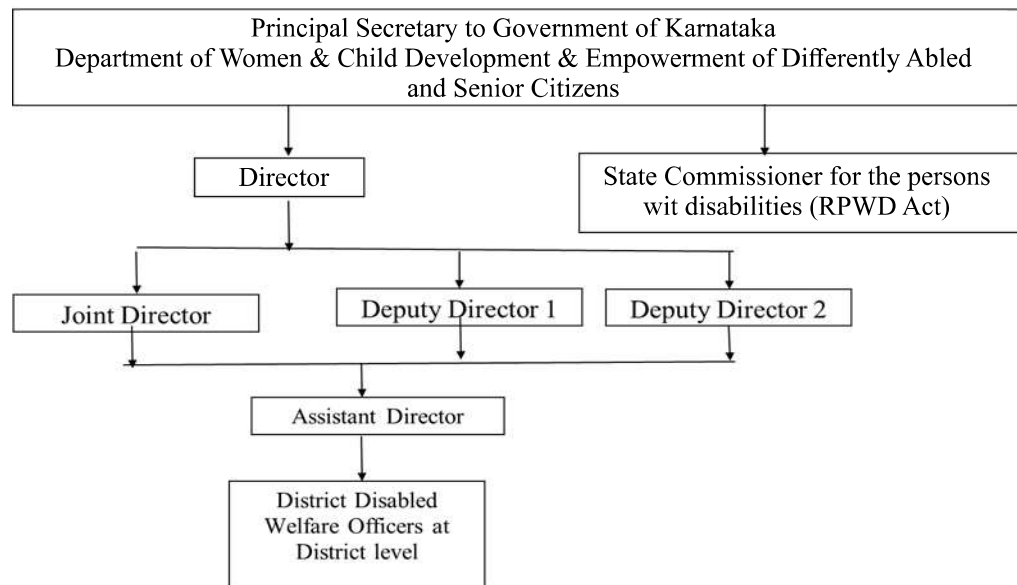 Principal Secretary to Government of Karnataka
Department of Women & Child Development & Empowerment of Differently Abled
and Senior Citizens
Director
State Commissioner for the persons
wit disabilities (RPWD Act)
Joint Director
Deputy Director 1
Deputy Director 2
Assistant Director
District Disabled
Welfare Officers at
District level